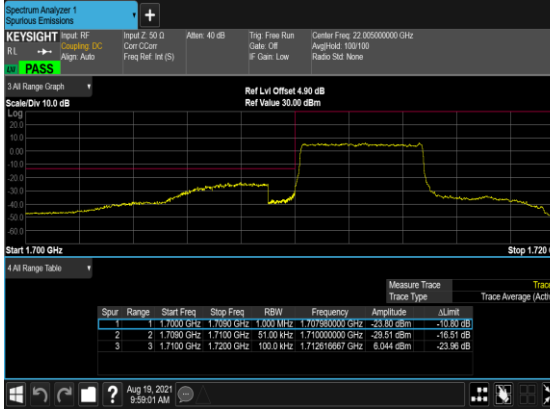 Spectrum Analyzer 1
Spurious Emissions
KEYSIGHT Input: RF Input Z: 50 Ω Atten: 40 dB Trig: Free Run Center Freq: 22.005000000 GHz
RL Coupling: DC Corr CCorr Gate: Off Avg|Hold: 100/100
Align: Auto Freq Ref: Int (S) IF Gain: Low Radio Std: None
PASS
3 All Range Graph
Ref Lvl Offset 4.90 dB
Scale/Div 10.0 dB Ref Value 30.00 dBm
Log
20.0
10.0
0.00
-10.0
-20.0
-30.0
-40.0
-50.0
-60.0
Start 1.700 GHz Stop 1.720
4 All Range Table
Measure Trace Trace
Trace Type Trace Average (Acti
Spur Range Start Freq Stop Freq RBW Frequency Amplitude ΔLimit
1 1 1.7000 GHz 1.7090 GHz 1.000 MHz 1.707980000 GHz -23.80 dBm -10.80 dB
2 2 1.7090 GHz 1.7100 GHz 51.00 kHz 1.710000000 GHz -29.51 dBm -16.51 dB
3 3 1.7100 GHz 1.7200 GHz 100.0 kHz 1.712616667 GHz 6.044 dBm -23.96 dB
? Aug 19, 2021
9:59:01 AM